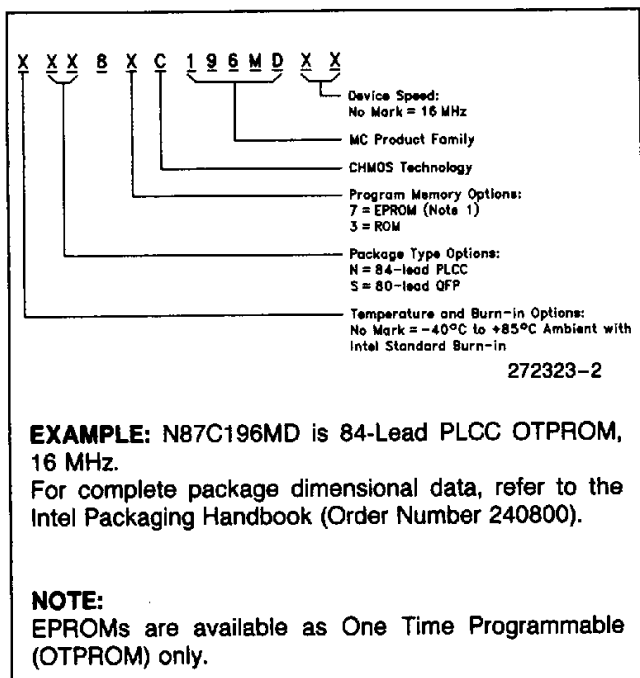 X XX 8 X C 1 9 6 M D X X
Device Speed:
No Mark = 16 MHz
MC Product Family
CHMOS Technology
Program Memory Options:
7 = EPROM (Note 1)
3 = ROM
Package Type Options:
N = 84-lead PLCC
S = 80-lead QFP
Temperature and Burn-in Options:
No Mark = -40°C to +85°C Ambient with
Intel Standard Burn-in
272323-2
EXAMPLE: N87C196MD is 84-Lead PLCC OTPROM,
16 MHz.
For complete package dimensional data, refer to the
Intel Packaging Handbook (Order Number 240800).
NOTE:
EPROMs are available as One Time Programmable
(OTPROM) only.